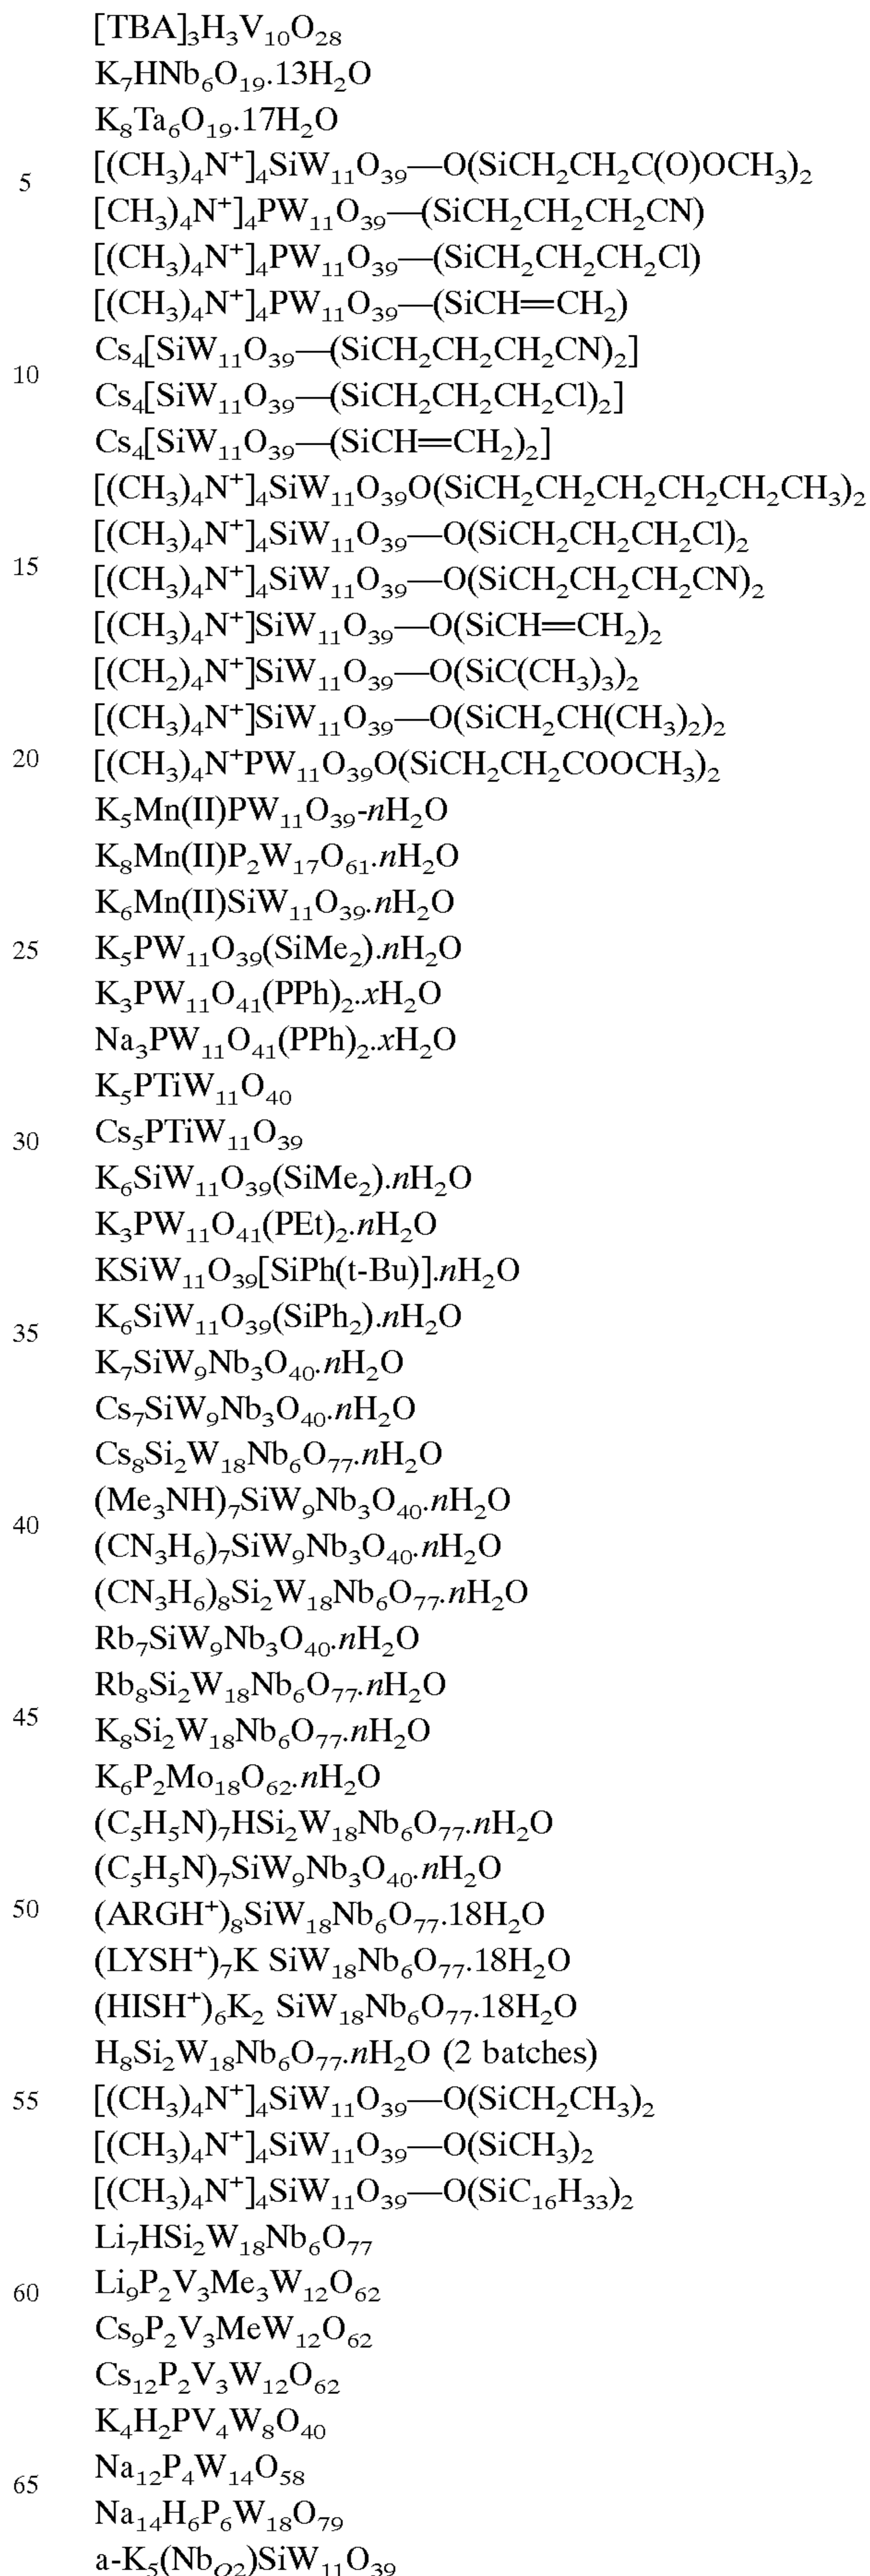 [TBA]₃H₃V₁₀O₂₈
K₇HNb₆O₁₉.13H₂O
K₈Ta₆O₁₉.17H₂O
5 [(CH₃)₄N⁺]₄SiW₁₁O₃₉—O(SiCH₂CH₂C(O)OCH₃)₂
[CH₃)₄N⁺]₄PW₁₁O₃₉—(SiCH₂CH₂CH₂CN)
[(CH₃)₄N⁺]₄PW₁₁O₃₉—(SiCH₂CH₂CH₂Cl)
[(CH₃)₄N⁺]₄PW₁₁O₃₉—(SiCH═CH₂)
10 Cs₄[SiW₁₁O₃₉—(SiCH₂CH₂CH₂CN)₂]
Cs₄[SiW₁₁O₃₉—(SiCH₂CH₂CH₂Cl)₂]
Cs₄[SiW₁₁O₃₉—(SiCH═CH₂)₂]
[(CH₃)₄N⁺]₄SiW₁₁O₃₉O(SiCH₂CH₂CH₂CH₂CH₂CH₃)₂
[(CH₃)₄N⁺]₄SiW₁₁O₃₉—O(SiCH₂CH₂CH₂Cl)₂
15 [(CH₃)₄N⁺]₄SiW₁₁O₃₉—O(SiCH₂CH₂CH₂CN)₂
[(CH₃)₄N⁺]SiW₁₁O₃₉—O(SiCH═CH₂)₂
[(CH₂)₄N⁺]SiW₁₁O₃₉—O(SiC(CH₃)₃)₂
[(CH₃)₄N⁺]SiW₁₁O₃₉—O(SiCH₂CH(CH₃)₂)₂
20 [(CH₃)₄N⁺PW₁₁O₃₉O(SiCH₂CH₂COOCH₃)₂
K₅Mn(II)PW₁₁O₃₉-nH₂O
K₈Mn(II)P₂W₁₇O₆₁.nH₂O
K₆Mn(II)SiW₁₁O₃₉.nH₂O
25 K₅PW₁₁O₃₉(SiMe₂).nH₂O
K₃PW₁₁O₄₁(PPh)₂.xH₂O
Na₃PW₁₁O₄₁(PPh)₂.xH₂O
K₅PTiW₁₁O₄₀
30 Cs₅PTiW₁₁O₃₉
K₆SiW₁₁O₃₉(SiMe₂).nH₂O
K₃PW₁₁O₄₁(PEt)₂.nH₂O
KSiW₁₁O₃₉[SiPh(t-Bu)].nH₂O
35 K₆SiW₁₁O₃₉(SiPh₂).nH₂O
K₇SiW₉Nb₃O₄₀.nH₂O
Cs₇SiW₉Nb₃O₄₀.nH₂O
Cs₈Si₂W₁₈Nb₆O₇₇.nH₂O
40 (Me₃NH)₇SiW₉Nb₃O₄₀.nH₂O
(CN₃H₆)₇SiW₉Nb₃O₄₀.nH₂O
(CN₃H₆)₈Si₂W₁₈Nb₆O₇₇.nH₂O
Rb₇SiW₉Nb₃O₄₀.nH₂O
Rb₈Si₂W₁₈Nb₆O₇₇.nH₂O
45 K₈Si₂W₁₈Nb₆O₇₇.nH₂O
K₆P₂Mo₁₈O₆₂.nH₂O
(C₅H₅N)₇HSi₂W₁₈Nb₆O₇₇.nH₂O
(C₅H₅N)₇SiW₉Nb₃O₄₀.nH₂O
50 (ARGH⁺)₈SiW₁₈Nb₆O₇₇.18H₂O
(LYSH⁺)₇K SiW₁₈Nb₆O₇₇.18H₂O
(HISH⁺)₆K₂ SiW₁₈Nb₆O₇₇.18H₂O
H₈Si₂W₁₈Nb₆O₇₇.nH₂O (2 batches)
55 [(CH₃)₄N⁺]₄SiW₁₁O₃₉—O(SiCH₂CH₃)₂
[(CH₃)₄N⁺]₄SiW₁₁O₃₉—O(SiCH₃)₂
[(CH₃)₄N⁺]₄SiW₁₁O₃₉—O(SiC₁₆H₃₃)₂
Li₇HSi₂W₁₈Nb₆O₇₇
60 Li₉P₂V₃Me₃W₁₂O₆₂
Cs₉P₂V₃MeW₁₂O₆₂
Cs₁₂P₂V₃W₁₂O₆₂
K₄H₂PV₄W₈O₄₀
65 Na₁₂P₄W₁₄O₅₈
Na₁₄H₆P₆W₁₈O₇₉
a-K₅(Nb_O₂)SiW₁₁O₃₉